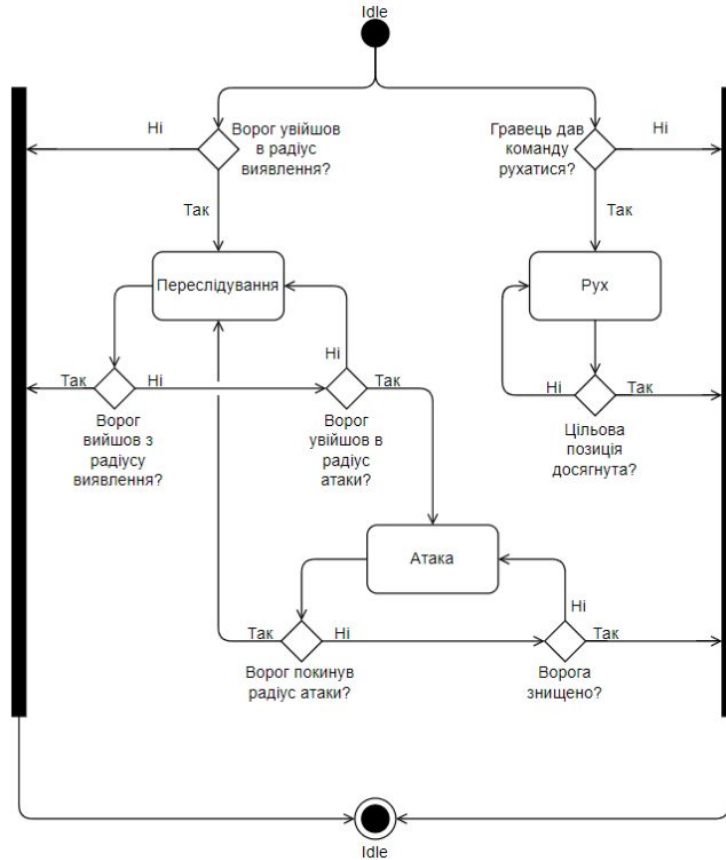 Idle
Ні
Ворог увійшов
в радіус
виявлення?
Гравець дав
команду
рухатися?
Ні
Так
Так
Переслідування
Рух
Ні
Так
Ні
Так
Ні
Так
Ворог
вийшов з
радіусу
виявлення?
Ворог
увійшов в
радіус
атаки?
Цільова
позиція
досягнута?
Атака
Ні
Так
Ні
Так
Ворог покинув
радіус атаки?
Ворога
знищено?
Idle